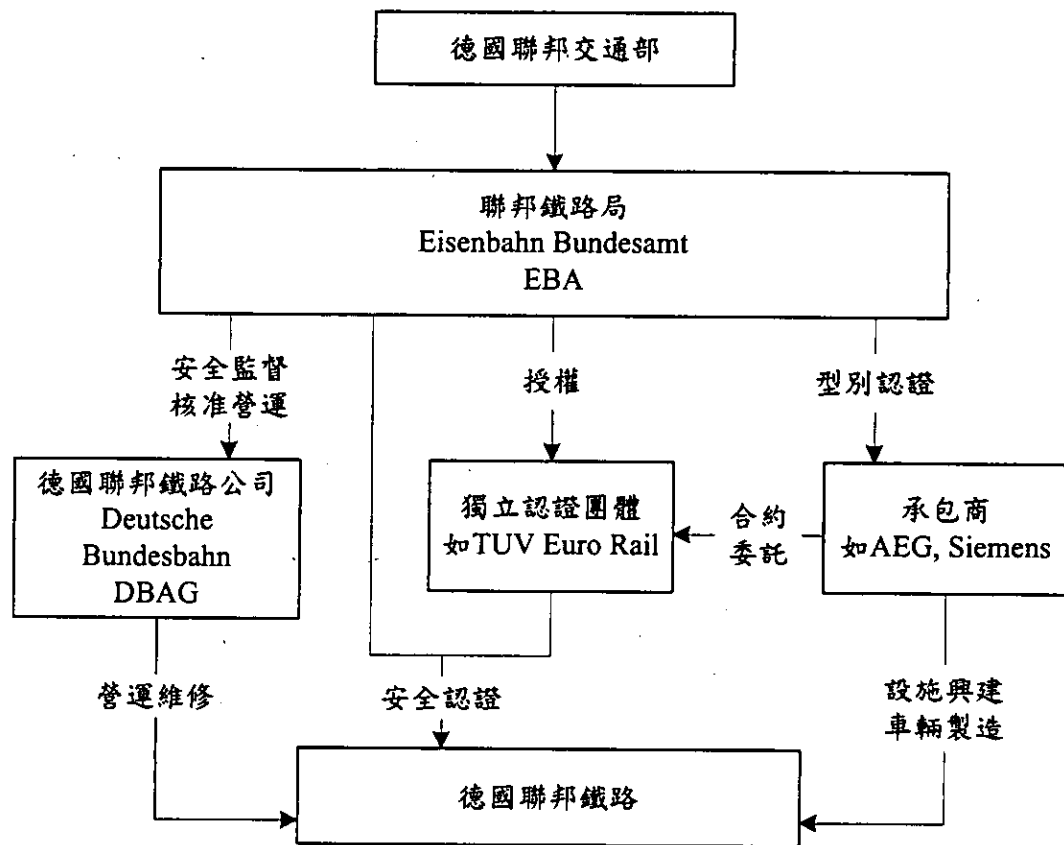 德國聯邦交通部
聯邦鐵路局
Eisenbahn Bundesamt
EBA
安全監督
核准營運
授權
型別認證
德國聯邦鐵路公司
Deutsche
Bundesbahn
DBAG
獨立認證團體
如TUV Euro Rail
合約
委託
承包商
如AEG, Siemens
營運維修
安全認證
設施興建
車輛製造
德國聯邦鐵路